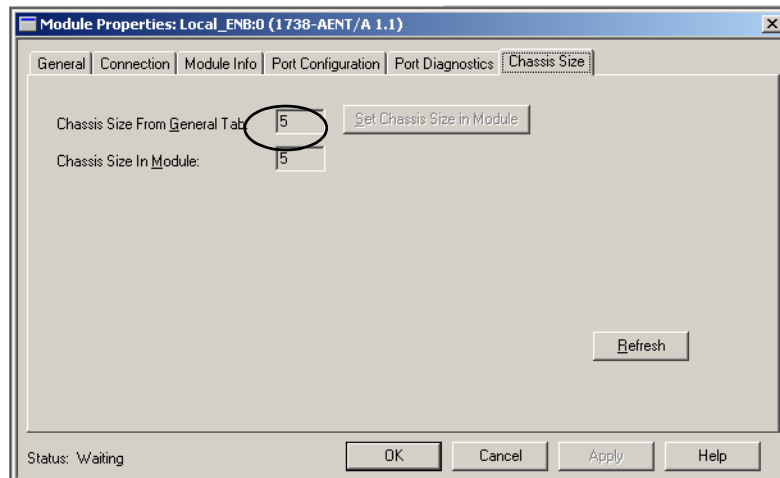 Module Properties: Local_ENB:0 (1738-AENT/A 1.1)
General Connection Module Info Port Configuration Port Diagnostics Chassis Size
Chassis Size From General Tab: 5 Set Chassis Size in Module
Chassis Size In Module: 5
Refresh
Status: Waiting OK Cancel Apply Help